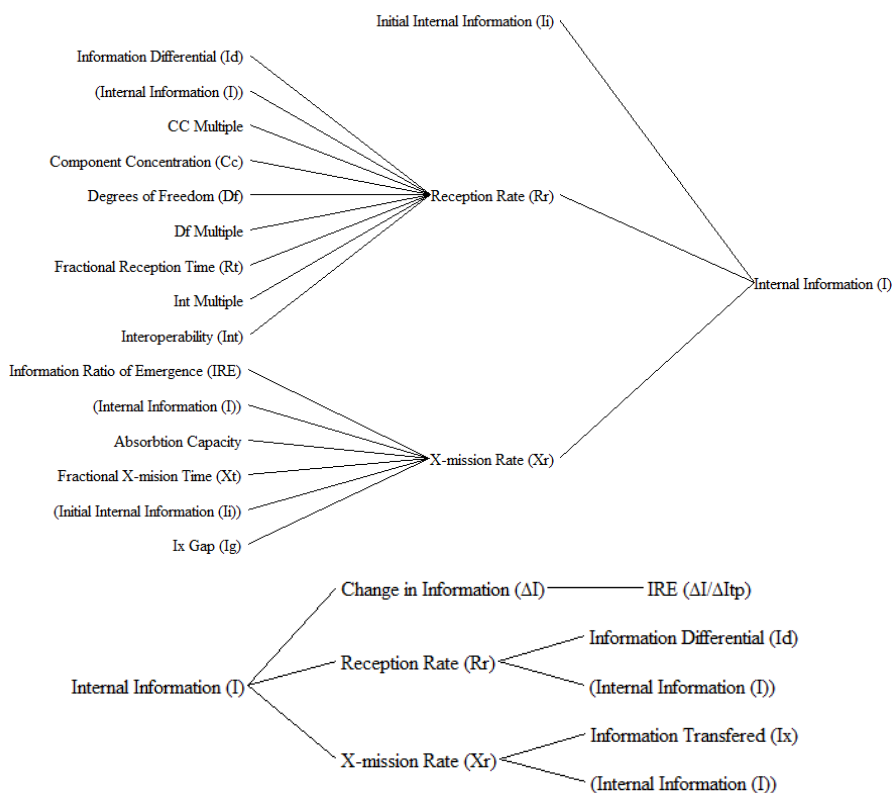 Initial Internal Information (Ii)
Information Differential (Id)
(Internal Information (I))
CC Multiple
Component Concentration (Cc)
Degrees of Freedom (Df)
Reception Rate (Rr)
Df Multiple
Fractional Reception Time (Rt)
Internal Information (I)
Int Multiple
Interoperability (Int)
Information Ratio of Emergence (IRE)
(Internal Information (I))
Absorbtion Capacity
X-mission Rate (Xr)
Fractional X-mision Time (Xt)
(Initial Internal Information (Ii))
Ix Gap (Ig)
Change in Information (ΔI)
IRE (ΔI/ΔItp)
Information Differential (Id)
Reception Rate (Rr)
Internal Information (I)
(Internal Information (I))
Information Transfered (Ix)
X-mission Rate (Xr)
(Internal Information (I))